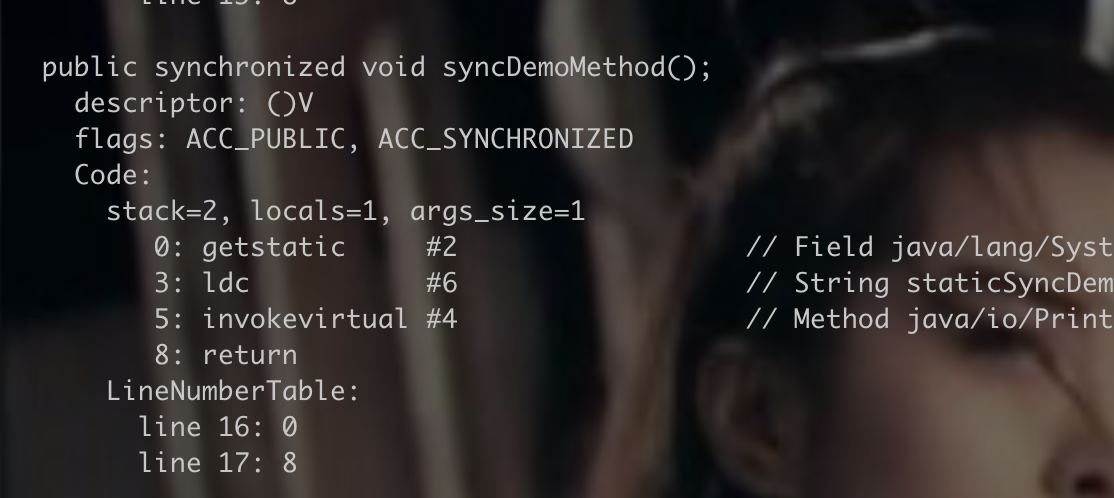 line 15: 8
public synchronized void syncDemoMethod();
descriptor: ()V
flags: ACC_PUBLIC, ACC_SYNCHRONIZED
Code:
stack=2, locals=1, args_size=1
0: getstatic #2 // Field java/lang/Syst
3: ldc #6 // String staticSyncDem
5: invokevirtual #4 // Method java/io/Print
8: return
LineNumberTable:
line 16: 0
line 17: 8